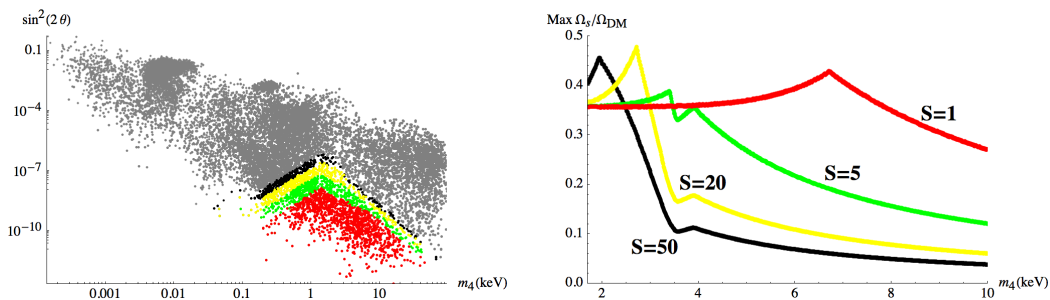 sin²(2 θ)
0.1
10⁻⁴
10⁻⁷
10⁻¹⁰
0.001
0.01
0.1
1
10
m₄(keV)
Max Ωₛ/Ω_DM
0.5
0.4
0.3
0.2
0.1
0.0
S=1
S=5
S=20
S=50
2
4
6
8
10
m₄(keV)